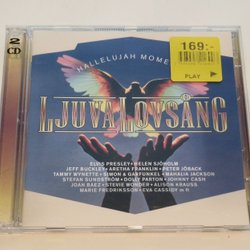 2
CD
HALLELUJAH MOME
169:-
PLAY
LJUVA LOVSÅNG
ELVIS PRESLEY • HELEN SJÖHOLM
JEFF BUCKLEY • ARETHA FRANKLIN • PETER JÖBACK
TAMMY WYNETTE • SIMON & GARFUNKEL • MAHALIA JACKSON
STEFAN SUNDSTRÖM • DOLLY PARTON • JOHNNY CASH
JOAN BAEZ • STEVIE WONDER • ALISON KRAUSS
MARIE FREDRIKSSON • EVA CASSIDY m fl